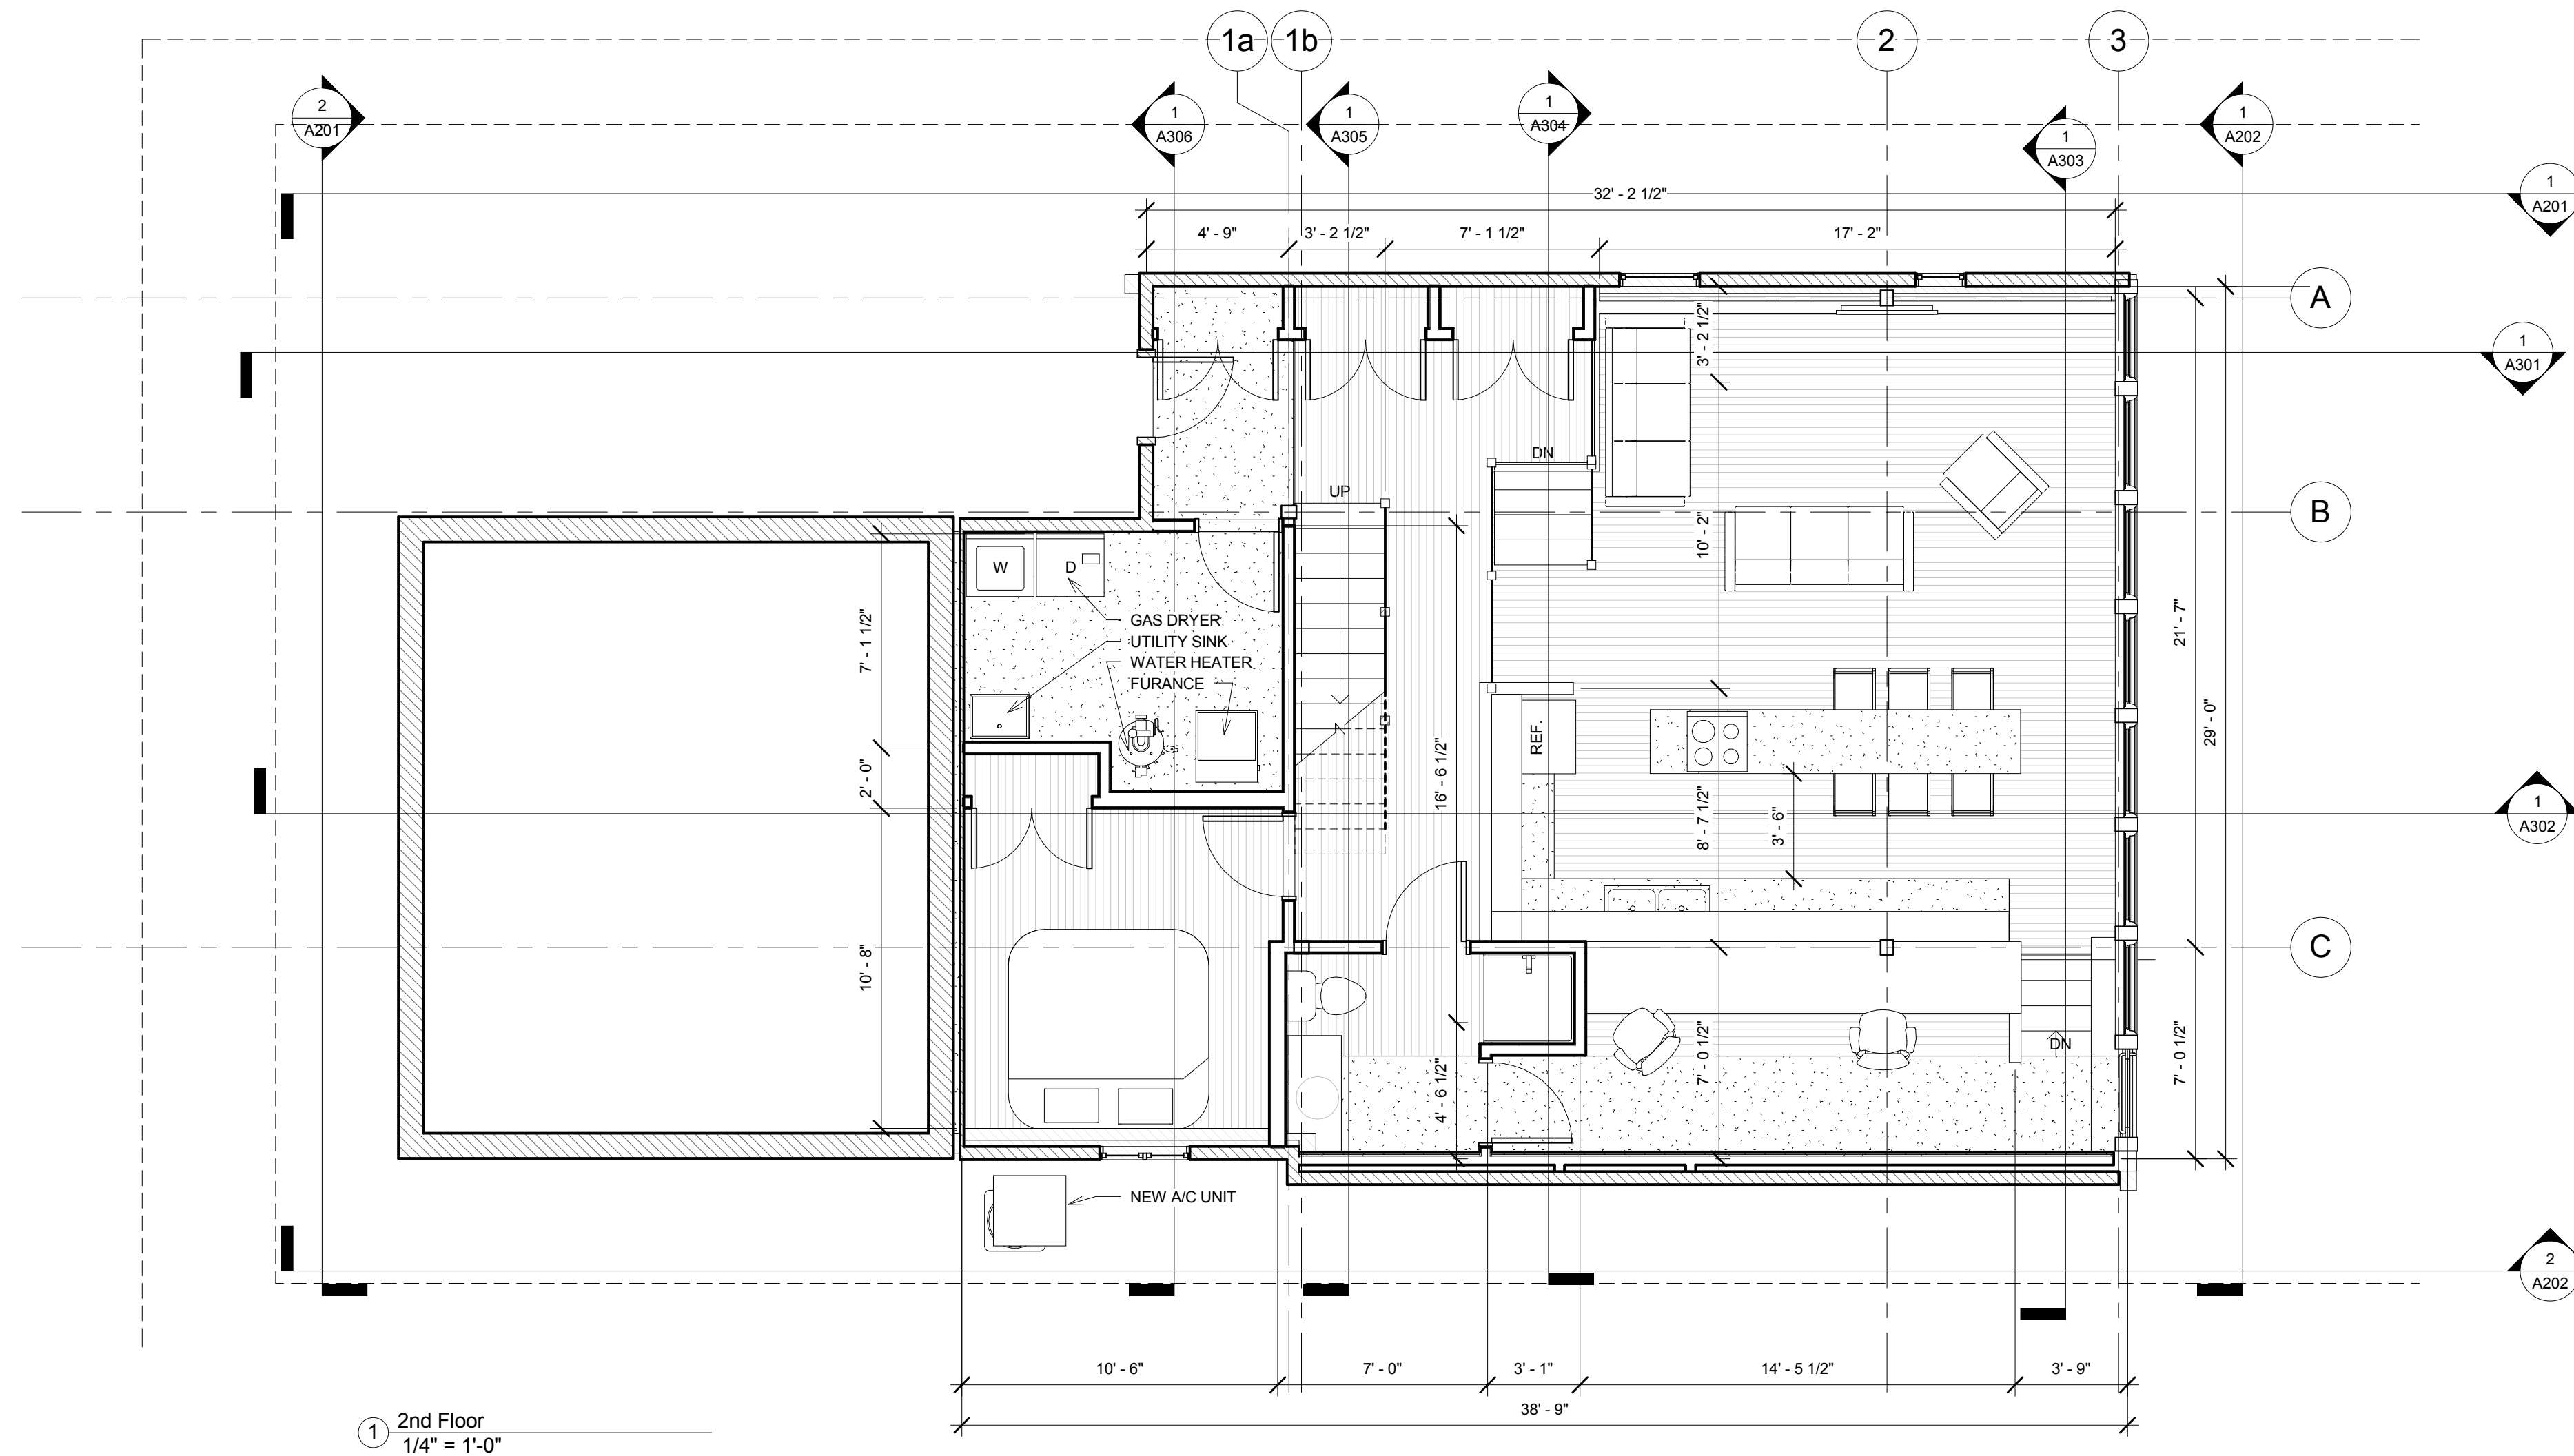 1a
1b
2
3
2
A201
1
A306
1
A305
1
A304
1
A303
1
A202
1
A201
32' - 2 1/2"
4' - 9"
3' - 2 1/2"
7' - 1 1/2"
17' - 2"
A
1
A301
3' - 2 1/2"
DN
UP
B
10' - 2"
W
D
GAS DRYER
UTILITY SINK
WATER HEATER
FURANCE
7' - 1 1/2"
21' - 7"
29' - 0"
REF.
N
16' - 6 1/2"
2' - 0"
8' - 7 1/2"
3' - 6"
1
A302
C
10' - 8"
DN
4' - 6 1/2"
7' - 0 1/2"
7' - 0 1/2"
NEW A/C UNIT
2
A202
10' - 6"
7' - 0"
3' - 1"
14' - 5 1/2"
3' - 9"
38' - 9"
1
2nd Floor
1/4" = 1'-0"